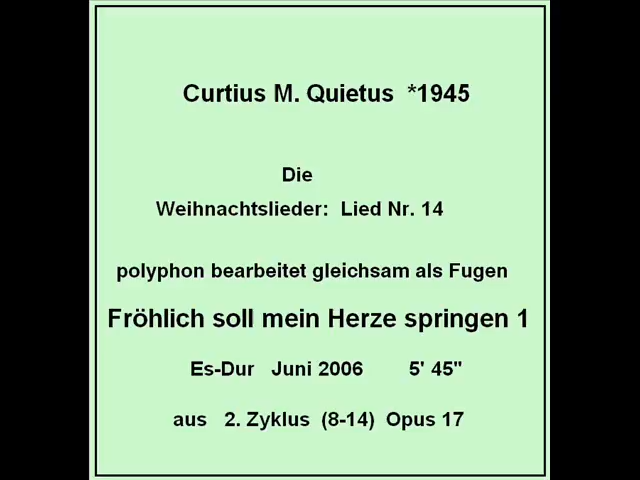 Curtius M. Quietus *1945
Die
Weihnachtslieder: Lied Nr. 14
polyphon bearbeitet gleichsam als Fugen
Fröhlich soll mein Herze springen 1
Es-Dur Juni 2006 5' 45"
aus 2. Zyklus (8-14) Opus 17